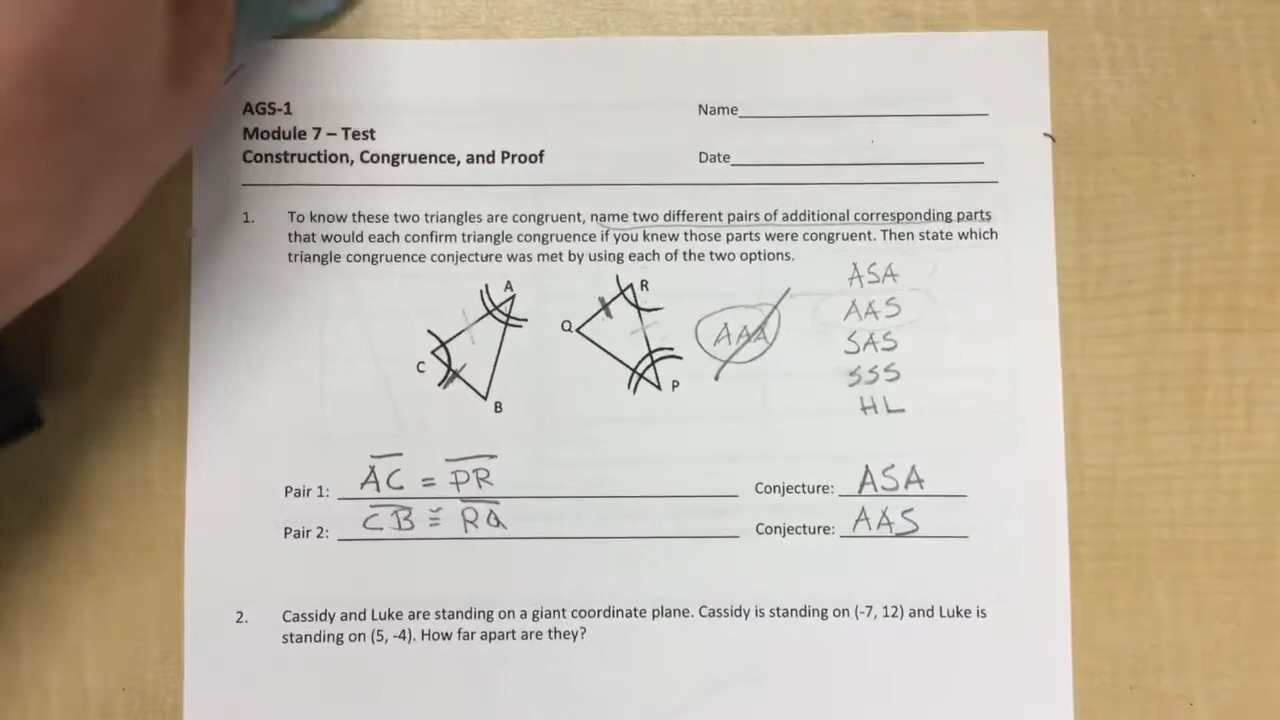 AGS-1
Name
Module 7 – Test
Construction, Congruence, and Proof
Date
1. To know these two triangles are congruent, name two different pairs of additional corresponding parts
that would each confirm triangle congruence if you knew those parts were congruent. Then state which
triangle congruence conjecture was met by using each of the two options.
A
C
B
R
Q
P
AAA
ASA
AAS
SAS
SSS
HL
Pair 1: AC = PR Conjecture: ASA
Pair 2: CB ≅ RQ Conjecture: AAS
2. Cassidy and Luke are standing on a giant coordinate plane. Cassidy is standing on (-7, 12) and Luke is
standing on (5, -4). How far apart are they?